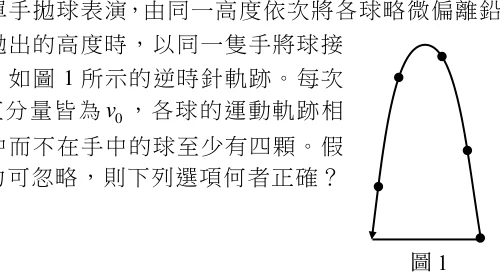 單手拋球表演,由同一高度依次將各球略微偏離鉛
拋出的高度時,以同一隻手將球接
,如圖 1 所示的逆時針軌跡。每次
分量皆為 v₀ ,各球的運動軌跡相
中而不在手中的球至少有四顆。假
可忽略,則下列選項何者正確?
圖 1